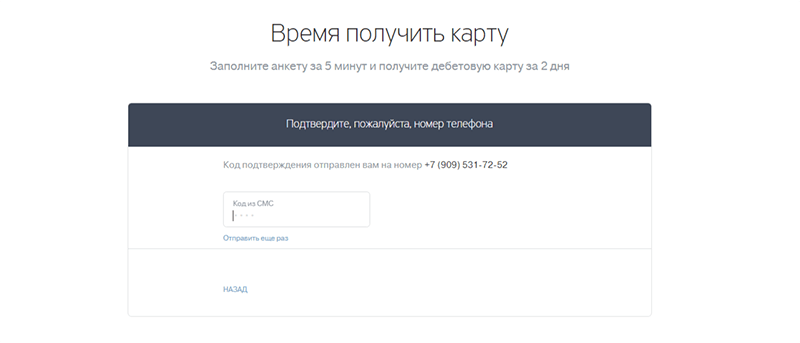 Время получить карту
Заполните анкету за 5 минут и получите дебетовую карту за 2 дня
Подтвердите, пожалуйста, номер телефона
Код подтверждения отправлен вам на номер +7 (909) 531-72-52
Код из СМС
Отправить еще раз
НАЗАД